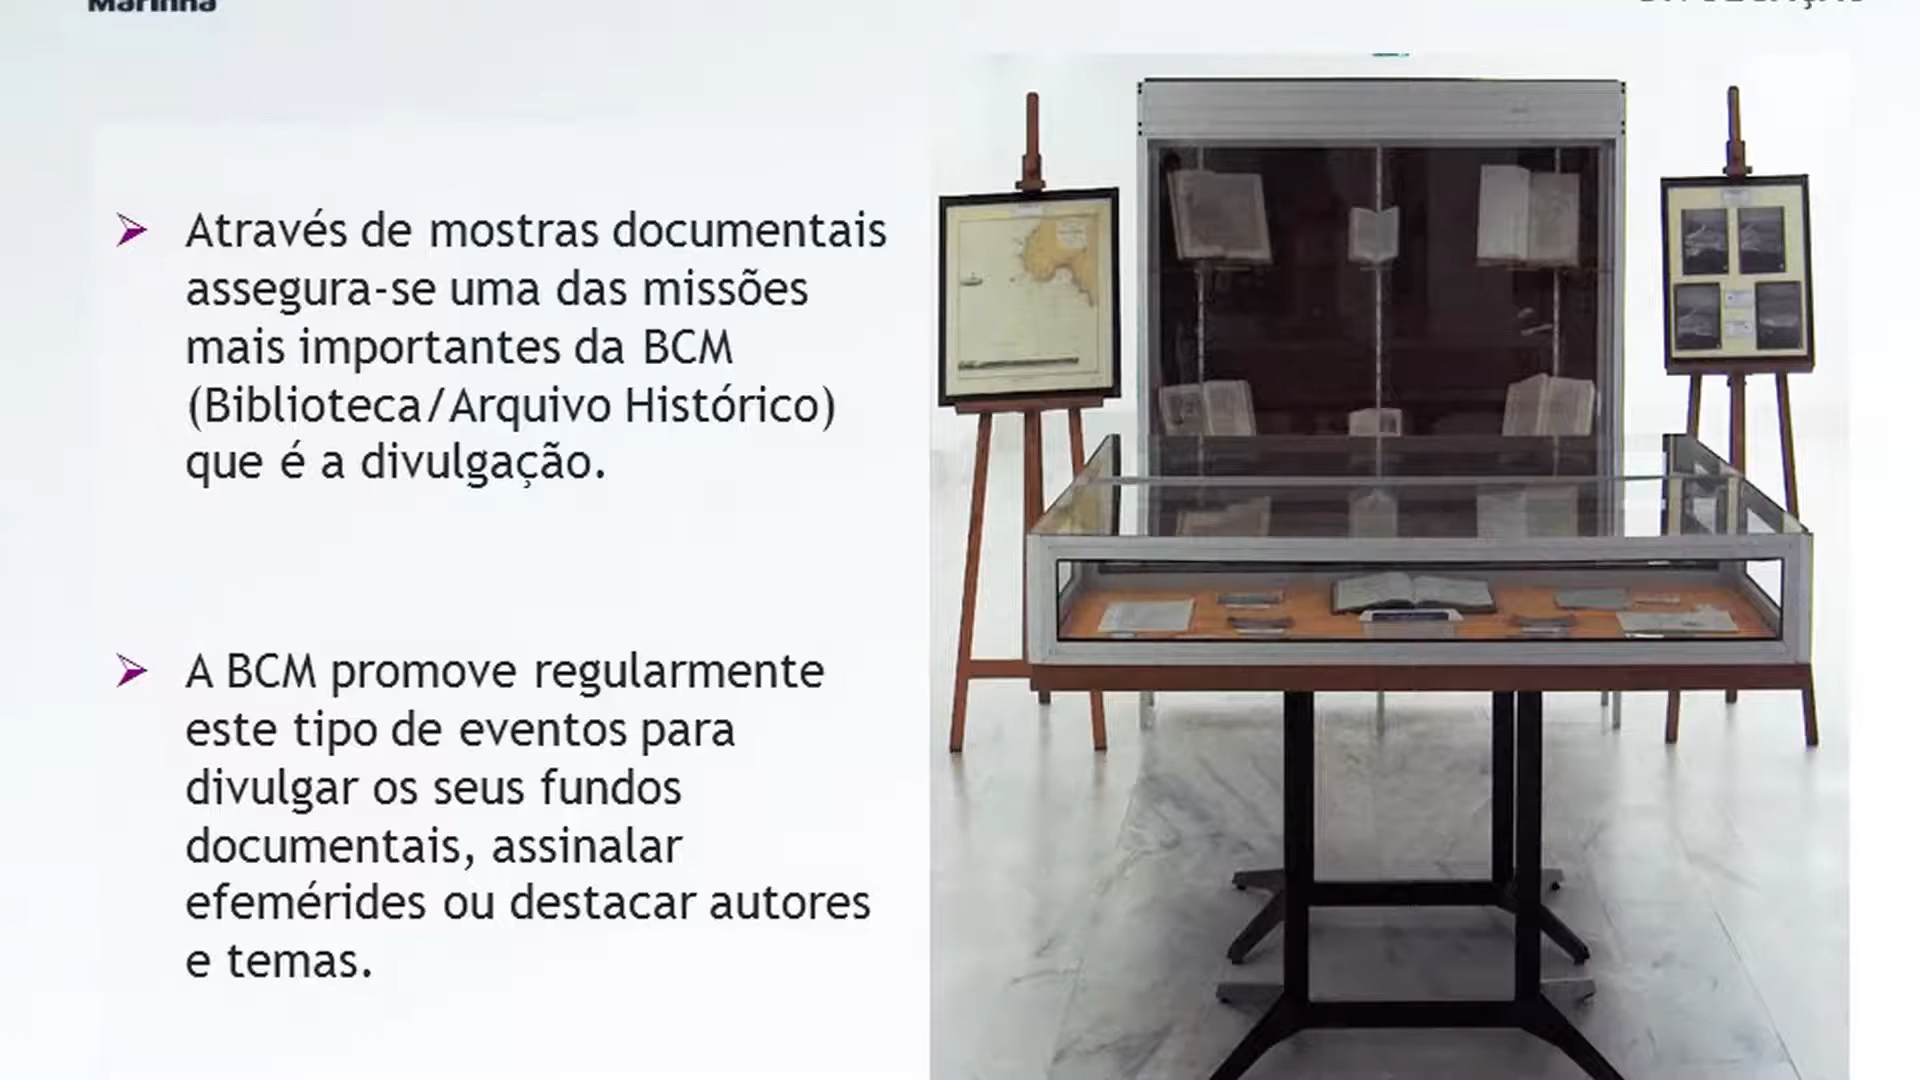 Marinha
Através de mostras documentais
assegura-se uma das missões
mais importantes da BCM
(Biblioteca/Arquivo Histórico)
que é a divulgação.
A BCM promove regularmente
este tipo de eventos para
divulgar os seus fundos
documentais, assinalar
efemérides ou destacar autores
e temas.